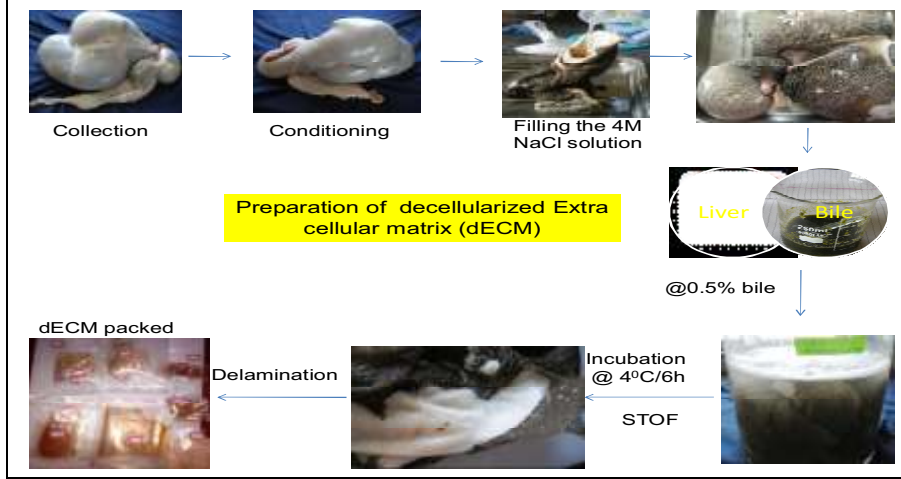 Collection
Conditioning
Filling the 4M
NaCl solution
Preparation of decellularized Extra
cellular matrix (dECM)
Liver
Bile
@0.5% bile
dECM packed
Delamination
Incubation
@ 4⁰C/6h
STOF